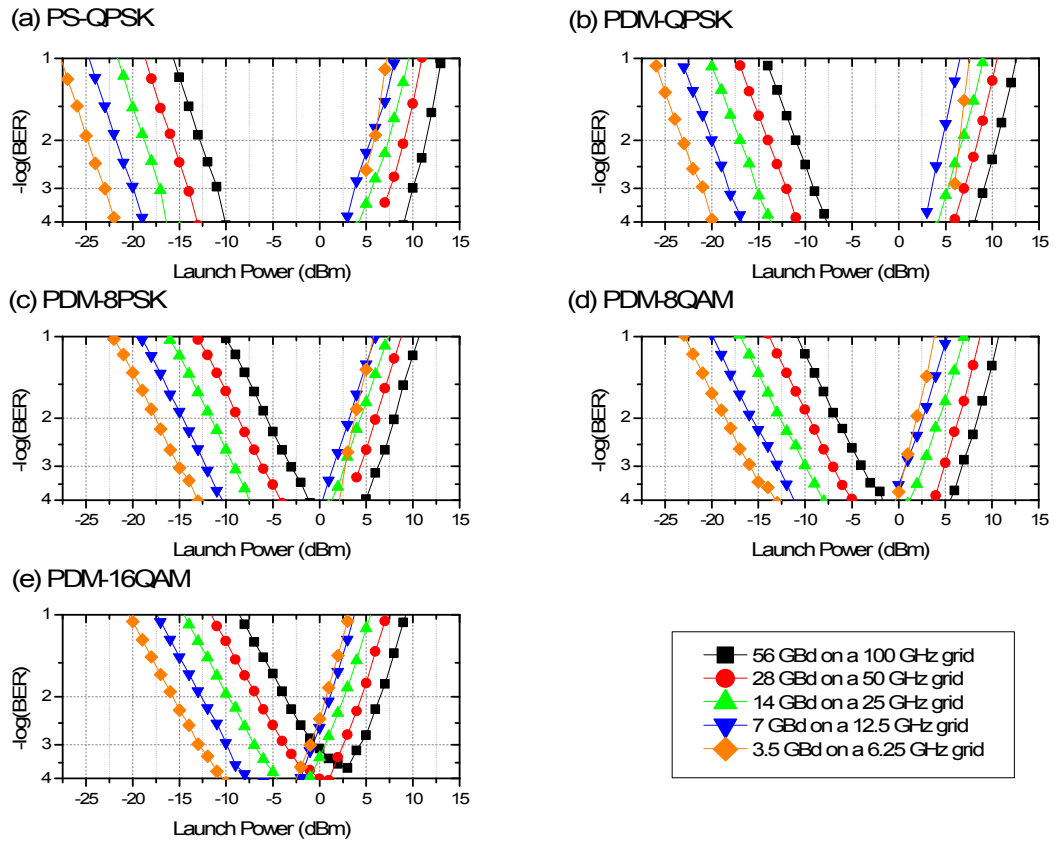 (a) PS-QPSK
1
2
3
4
-log(BER)
-25 -20 -15 -10 -5 0 5 10 15
Launch Power (dBm)
(b) PDM-QPSK
1
2
3
4
-log(BER)
-25 -20 -15 -10 -5 0 5 10 15
Launch Power (dBm)
(c) PDM-8PSK
1
2
3
4
-log(BER)
-25 -20 -15 -10 -5 0 5 10 15
Launch Power (dBm)
(d) PDM-8QAM
1
2
3
4
-log(BER)
-25 -20 -15 -10 -5 0 5 10 15
Launch Power (dBm)
(e) PDM-16QAM
1
2
3
4
-log(BER)
-25 -20 -15 -10 -5 0 5 10 15
Launch Power (dBm)
56 GBd on a 100 GHz grid
28 GBd on a 50 GHz grid
14 GBd on a 25 GHz grid
7 GBd on a 12.5 GHz grid
3.5 GBd on a 6.25 GHz grid